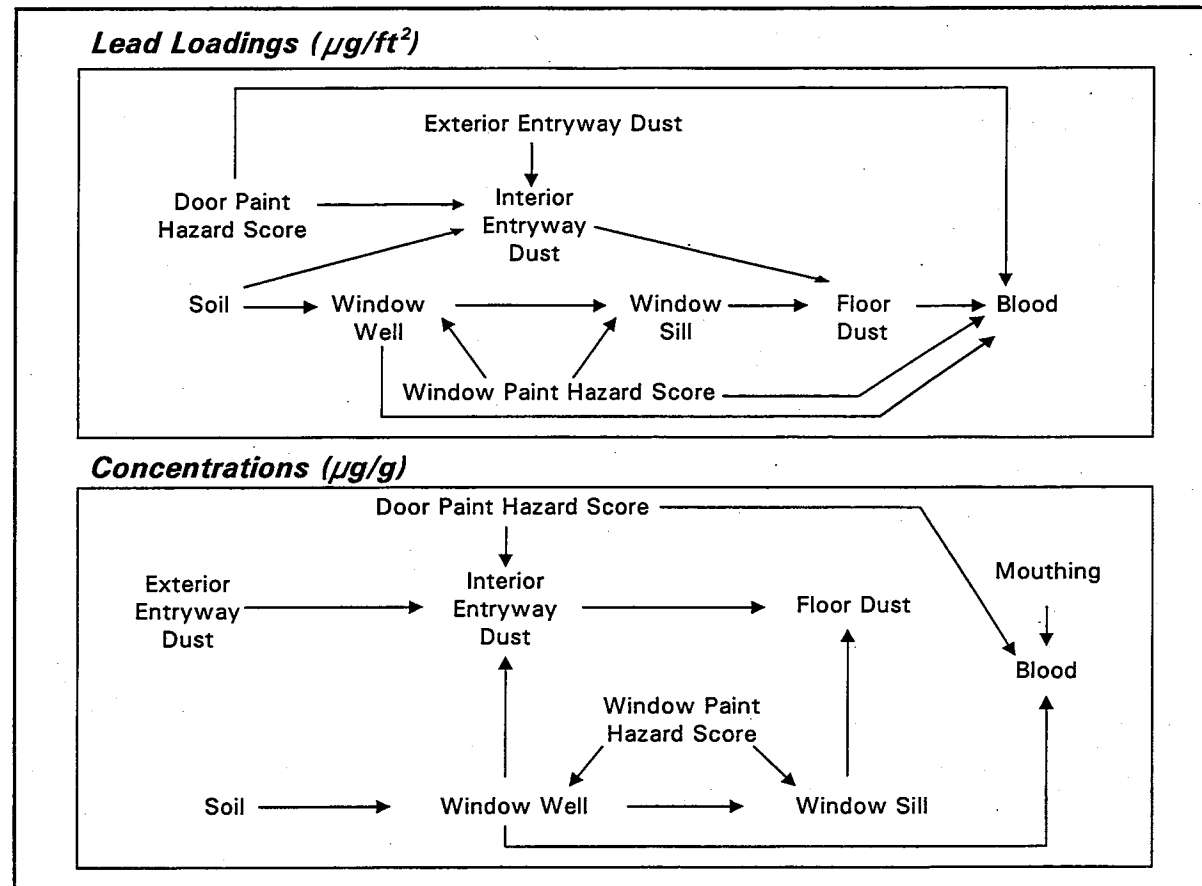 Lead Loadings (µg/ft²)
Exterior Entryway Dust
Door Paint
Hazard Score
Interior
Entryway
Dust
Soil
Window
Well
Window
Sill
Floor
Dust
Blood
Window Paint Hazard Score
Concentrations (µg/g)
Door Paint Hazard Score
Exterior
Entryway
Dust
Interior
Entryway
Dust
Floor Dust
Mouthing
Blood
Window Paint
Hazard Score
Soil
Window Well
Window Sill